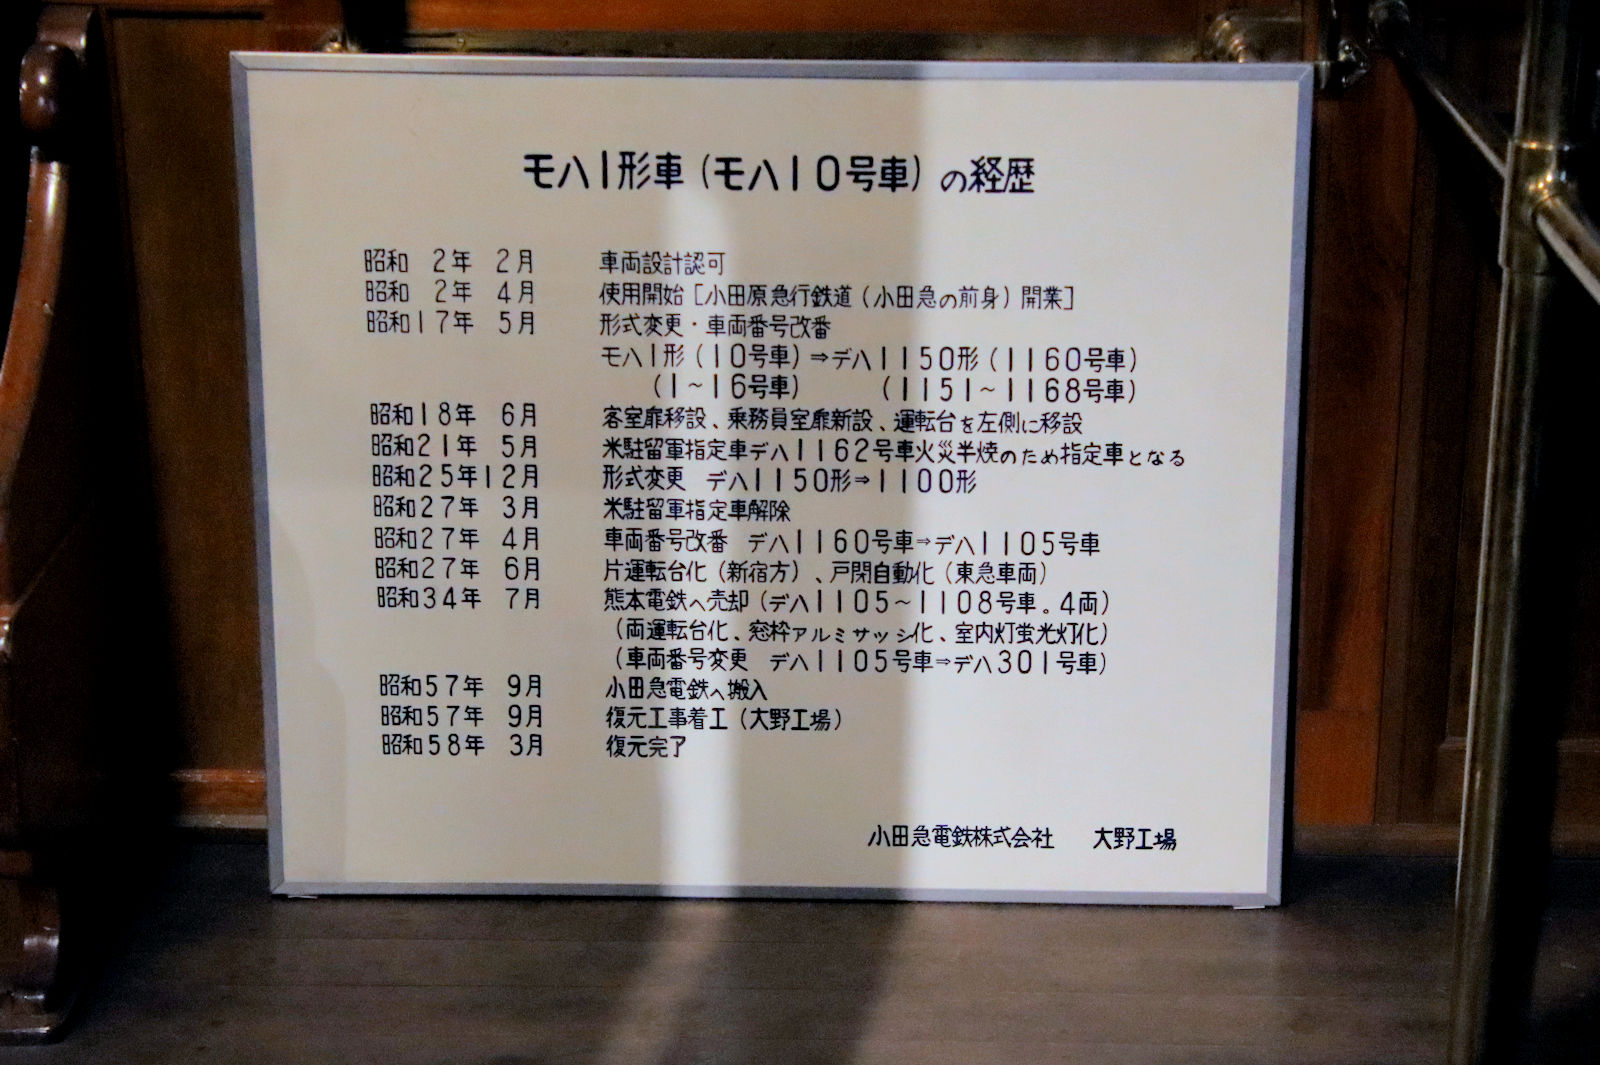 モハ1形車（モハ10号車）の経歴
昭和 2年 2月 車両設計認可
昭和 2年 4月 使用開始［小田原急行鉄道（小田急の前身）開業］
昭和17年 5月 形式変更・車両番号改番
モハ1形（10号車）⇒デハ1150形（1160号車）
（1～16号車） （1151～1168号車）
昭和18年 6月 客室扉移設、乗務員室扉新設、運転台を左側に移設
昭和21年 5月 米駐留軍指定車デハ1162号車火災半焼のため指定車となる
昭和25年12月 形式変更 デハ1150形⇒1100形
昭和27年 3月 米駐留軍指定車解除
昭和27年 4月 車両番号改番 デハ1160号車⇒デハ1105号車
昭和27年 6月 片運転台化（新宿方）、戸閉自動化（東急車両）
昭和34年 7月 熊本電鉄へ売却（デハ1105～1108号車。4両）
（両運転台化、窓枠アルミサッシ化、室内灯蛍光灯化）
（車両番号変更 デハ1105号車⇒デハ301号車）
昭和57年 9月 小田急電鉄へ搬入
昭和57年 9月 復元工事着工（大野工場）
昭和58年 3月 復元完了
小田急電鉄株式会社 大野工場